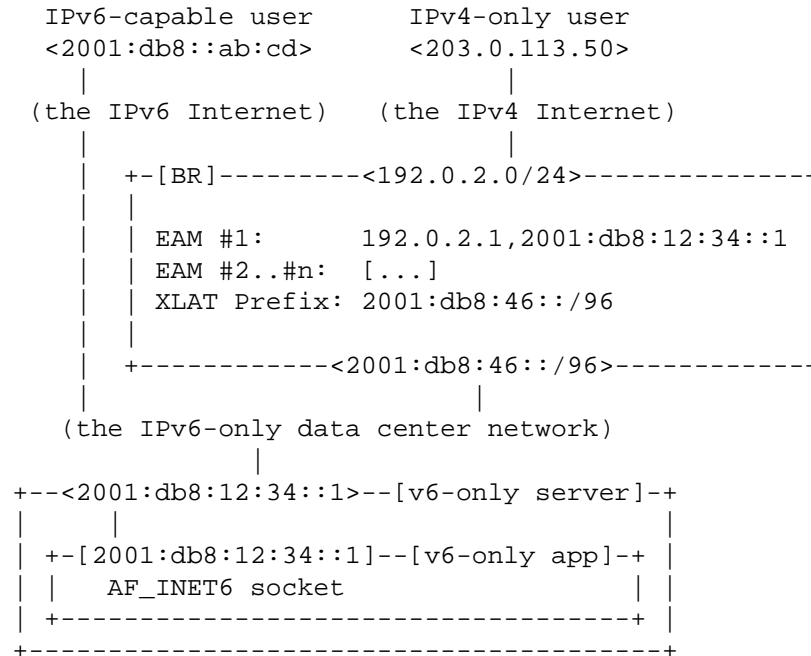 IPv6-capable user        IPv4-only user
<2001:db8::ab:cd>        <203.0.113.50>
(the IPv6 Internet)   (the IPv4 Internet)
+-[BR]---------<192.0.2.0/24>---------------
EAM #1:        192.0.2.1,2001:db8:12:34::1
EAM #2..#n:   [...]
XLAT Prefix: 2001:db8:46::/96
+------------<2001:db8:46::/96>-------------
(the IPv6-only data center network)
+--<2001:db8:12:34::1>--[v6-only server]-+
+-[2001:db8:12:34::1]--[v6-only app]-+
AF_INET6 socket